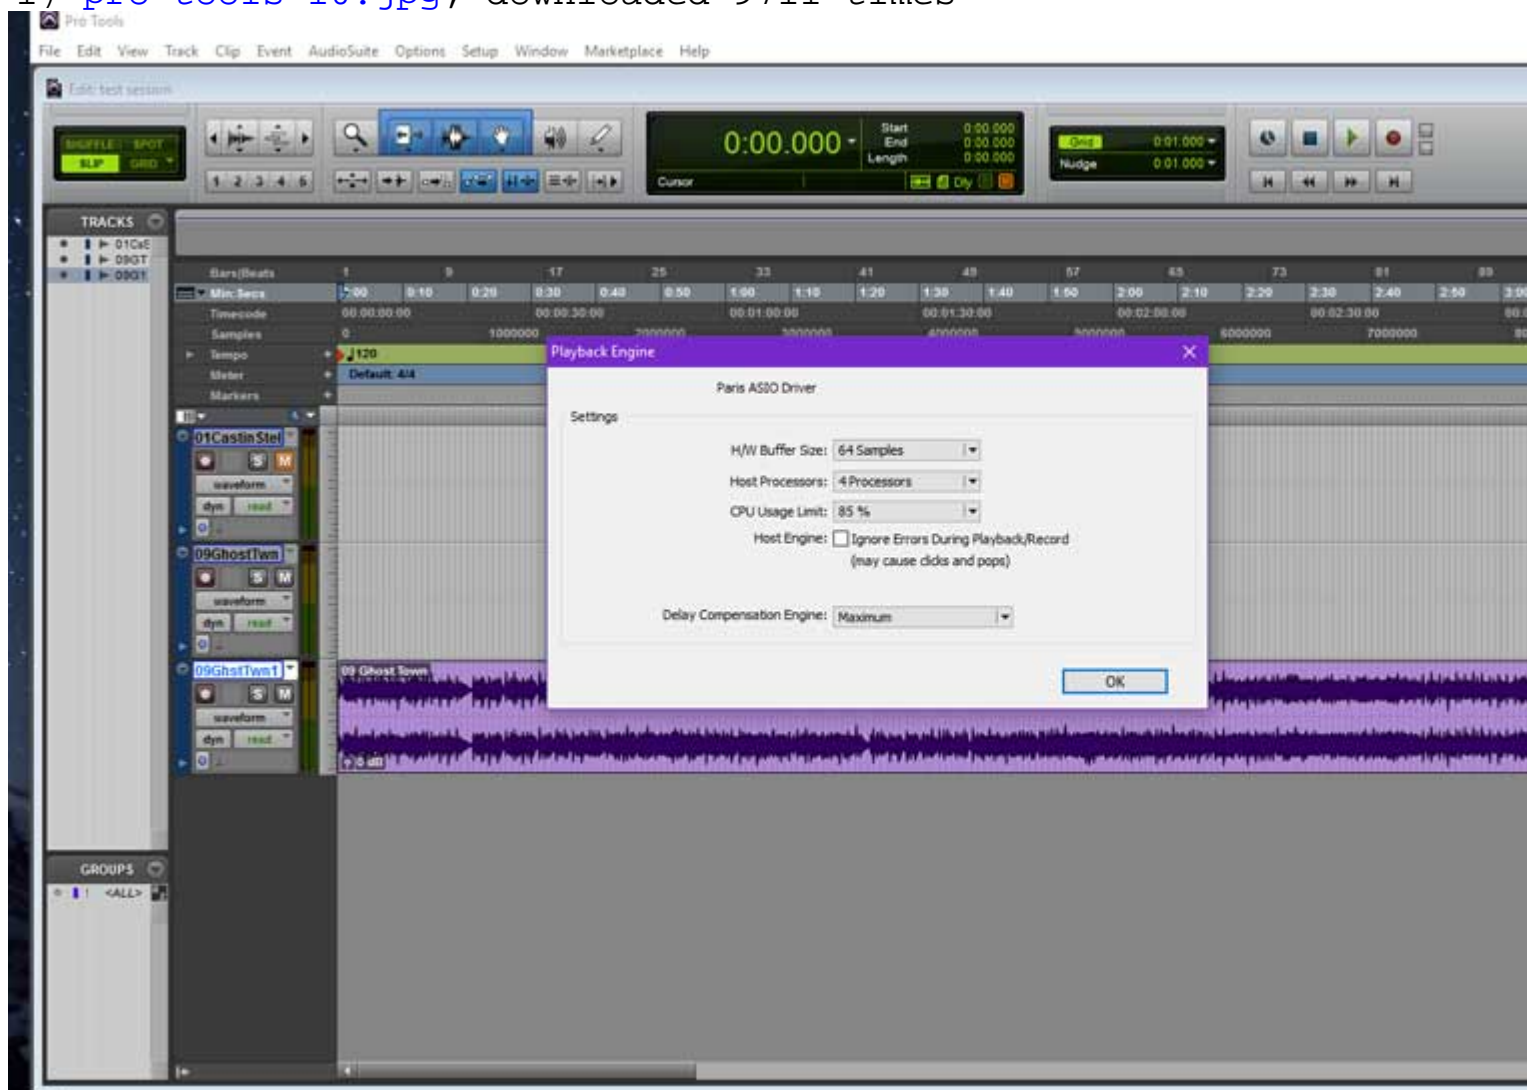 Pro Tools
File Edit View Track Clip Event AudioSuite Options Setup Window Marketplace Help
Edit: test session
SHUFFLE SPOT
SLIP GRID
1 2 3 4 5
0:00.000
Start 0:00.000
End 0:00.000
Length 0:00.000
Cursor
Dly
Grid 0:01.000
Nudge 0:01.000
TRACKS
01CsE
09GT
09G1
Bars|Beats 1 9 17 25 33 41 49 57 65 73 81 89
Min:Secs 0:00 0:10 0:20 0:30 0:40 0:50 1:00 1:10 1:20 1:30 1:40 1:50 2:00 2:10 2:20 2:30 2:40 2:50 3:00
Timecode 00:00:00:00 00:00:30:00 00:01:00:00 00:01:30:00 00:02:00:00 00:02:30:00
Samples 0 1000000 2000000 3000000 4000000 5000000 6000000 7000000
Tempo 120
Meter Default: 4/4
Markers
Playback Engine
Paris ASIO Driver
Settings
H/W Buffer Size: 64 Samples
Host Processors: 4 Processors
CPU Usage Limit: 85 %
Host Engine: Ignore Errors During Playback/Record
(may cause clicks and pops)
Delay Compensation Engine: Maximum
OK
01CastinStel
S M
waveform
dyn read
09GhostTwn
S M
waveform
dyn read
09GhstTwn1
S M
waveform
dyn read
09 Ghost Town
0 dB
GROUPS
! <ALL>